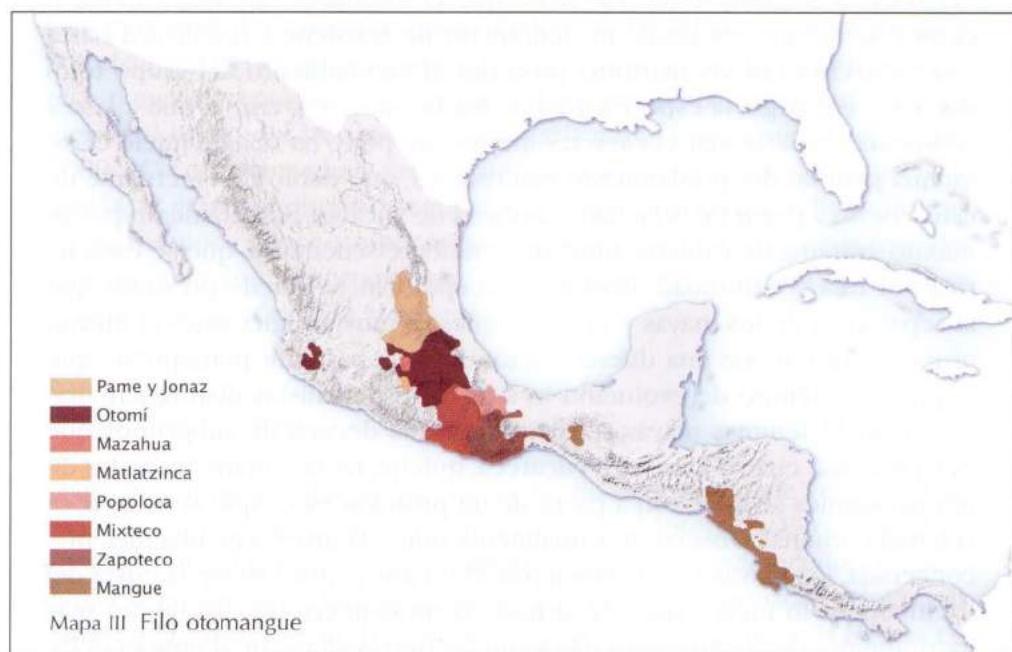 Pame y Jonaz
Otomí
Mazahua
Matlatzinca
Popoloca
Mixteco
Zapoteco
Mangue
Mapa III Filo otomangue